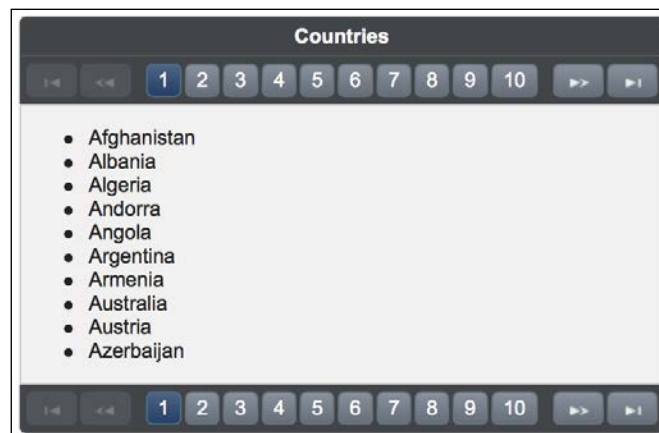 Countries
1 2 3 4 5 6 7 8 9 10
Afghanistan
Albania
Algeria
Andorra
Angola
Argentina
Armenia
Australia
Austria
Azerbaijan
1 2 3 4 5 6 7 8 9 10